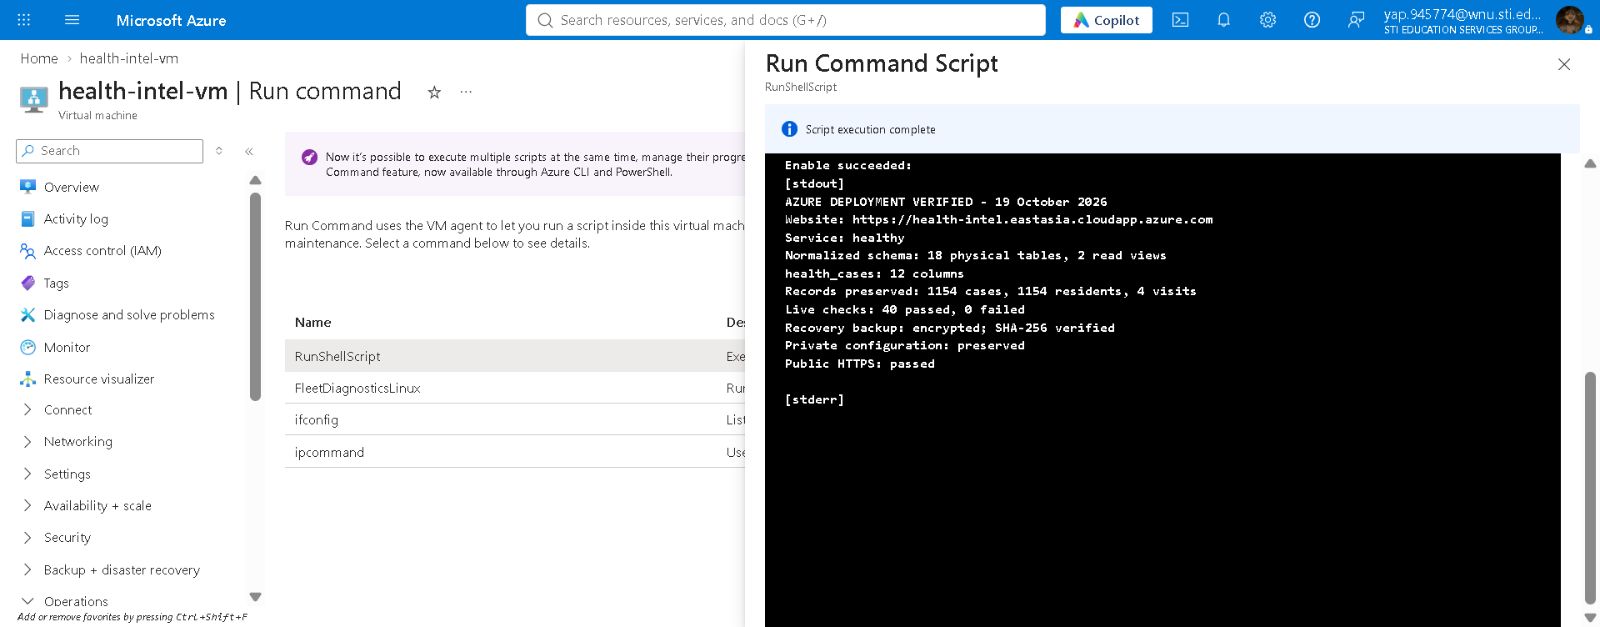 Microsoft Azure
Search resources, services, and docs (G+/)
Copilot
yap.945774@wnu.sti.ed...
STI EDUCATION SERVICES GROUP...
Home > health-intel-vm
health-intel-vm | Run command
Virtual machine
Search
Overview
Activity log
Access control (IAM)
Tags
Diagnose and solve problems
Monitor
Resource visualizer
Connect
Networking
Settings
Availability + scale
Security
Backup + disaster recovery
Operations
Add or remove favorites by pressing Ctrl+Shift+F
Now it's possible to execute multiple scripts at the same time, manage their progre
Command feature, now available through Azure CLI and PowerShell.
Run Command uses the VM agent to let you run a script inside this virtual mach
maintenance. Select a command below to see details.
Name De
RunShellScript Exe
FleetDiagnosticsLinux Rur
ifconfig List
ipcommand Use
Run Command Script
RunShellScript
Script execution complete
Enable succeeded:
[stdout]
AZURE DEPLOYMENT VERIFIED - 19 October 2026
Website: https://health-intel.eastasia.cloudapp.azure.com
Service: healthy
Normalized schema: 18 physical tables, 2 read views
health_cases: 12 columns
Records preserved: 1154 cases, 1154 residents, 4 visits
Live checks: 40 passed, 0 failed
Recovery backup: encrypted; SHA-256 verified
Private configuration: preserved
Public HTTPS: passed
[stderr]